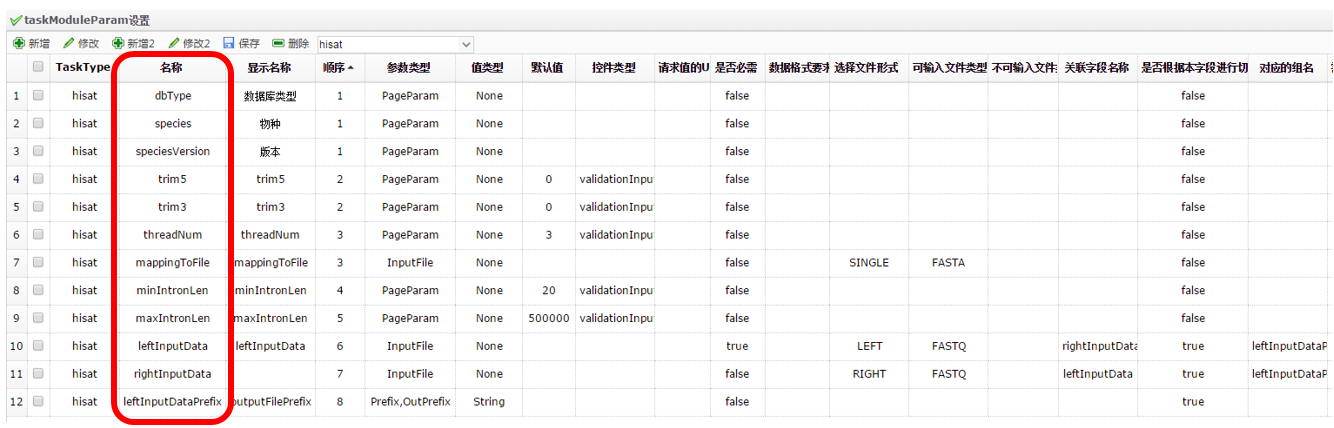 taskModuleParam设置
新增 修改 新增2 修改2 保存 删除 hisat
TaskType 名称 显示名称 顺序 参数类型 值类型 默认值 控件类型 请求值的U 是否必需 数据格式要求 选择文件形式 可输入文件类型 不可输入文件 关联字段名称 是否根据本字段进行切 对应的组名
1 hisat dbType 数据库类型 1 PageParam None false false
2 hisat species 物种 1 PageParam None false false
3 hisat speciesVersion 版本 1 PageParam None false false
4 hisat trim5 trim5 2 PageParam None 0 validationInpu false false
5 hisat trim3 trim3 2 PageParam None 0 validationInpu false false
6 hisat threadNum threadNum 3 PageParam None 3 validationInpu false false
7 hisat mappingToFile mappingToFile 3 InputFile None false SINGLE FASTA false
8 hisat minIntronLen minIntronLen 4 PageParam None 20 validationInpu false false
9 hisat maxIntronLen maxIntronLen 5 PageParam None 500000 validationInpu false false
10 hisat leftInputData leftInputData 6 InputFile None true LEFT FASTQ rightInputData true leftInputDataP
11 hisat rightInputData 7 InputFile None false RIGHT FASTQ leftInputData true leftInputDataP
12 hisat leftInputDataPrefix outputFilePrefix 8 Prefix,OutPrefix String false true